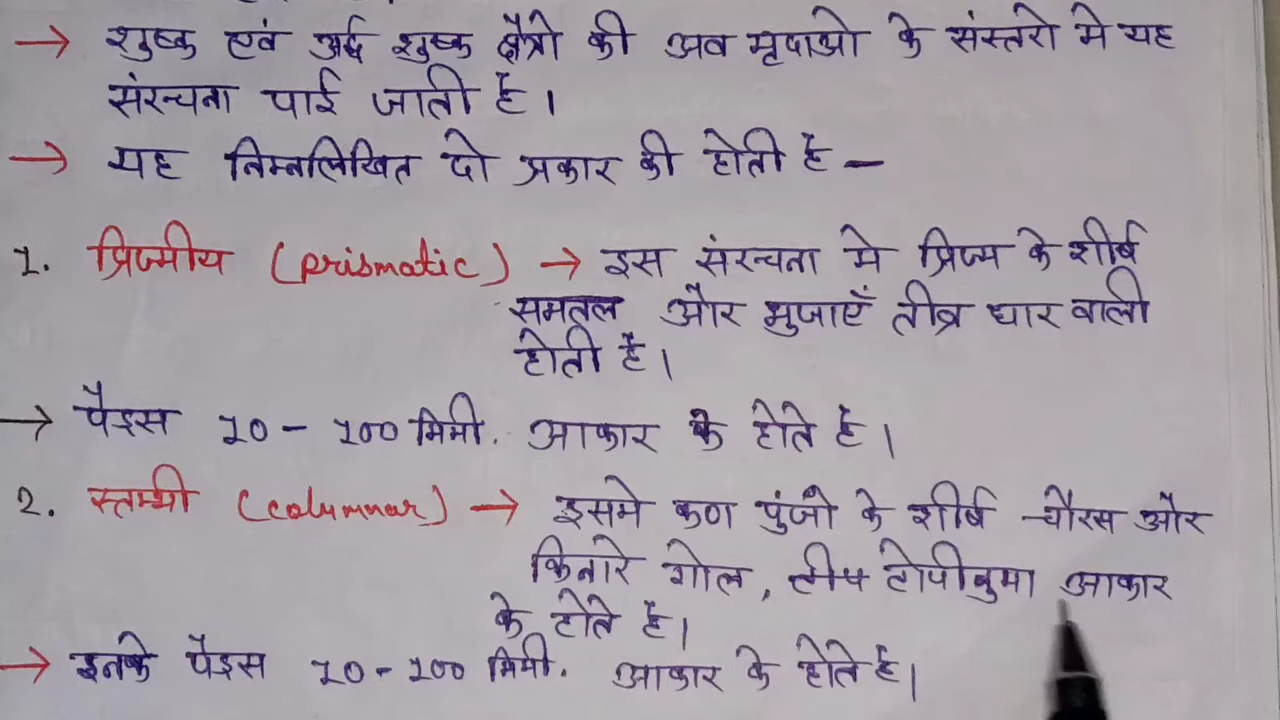 → शुष्क एवं अर्द्ध शुष्क क्षेत्रो की अव मृदाओ के संस्तरो मे यह
संरचना पाई जाती है।
→ यह निम्नलिखित दो प्रकार की होती है –
1. प्रिज्मीय (prismatic) → इस संरचना मे प्रिज्म के शीर्ष
समतल और भुजाएँ तीव्र धार वाली
होती है।
→ पैड्स 10 – 100 मिमी. आकार के होते है।
2. स्तम्भी (columnar) → इसमे कण पुंजो के शीर्ष चौरस और
किनारे गोल, टोपीनुमा आकार
के होते है।
→ इनके पैड्स 10 – 100 मिमी. आकार के होते है।